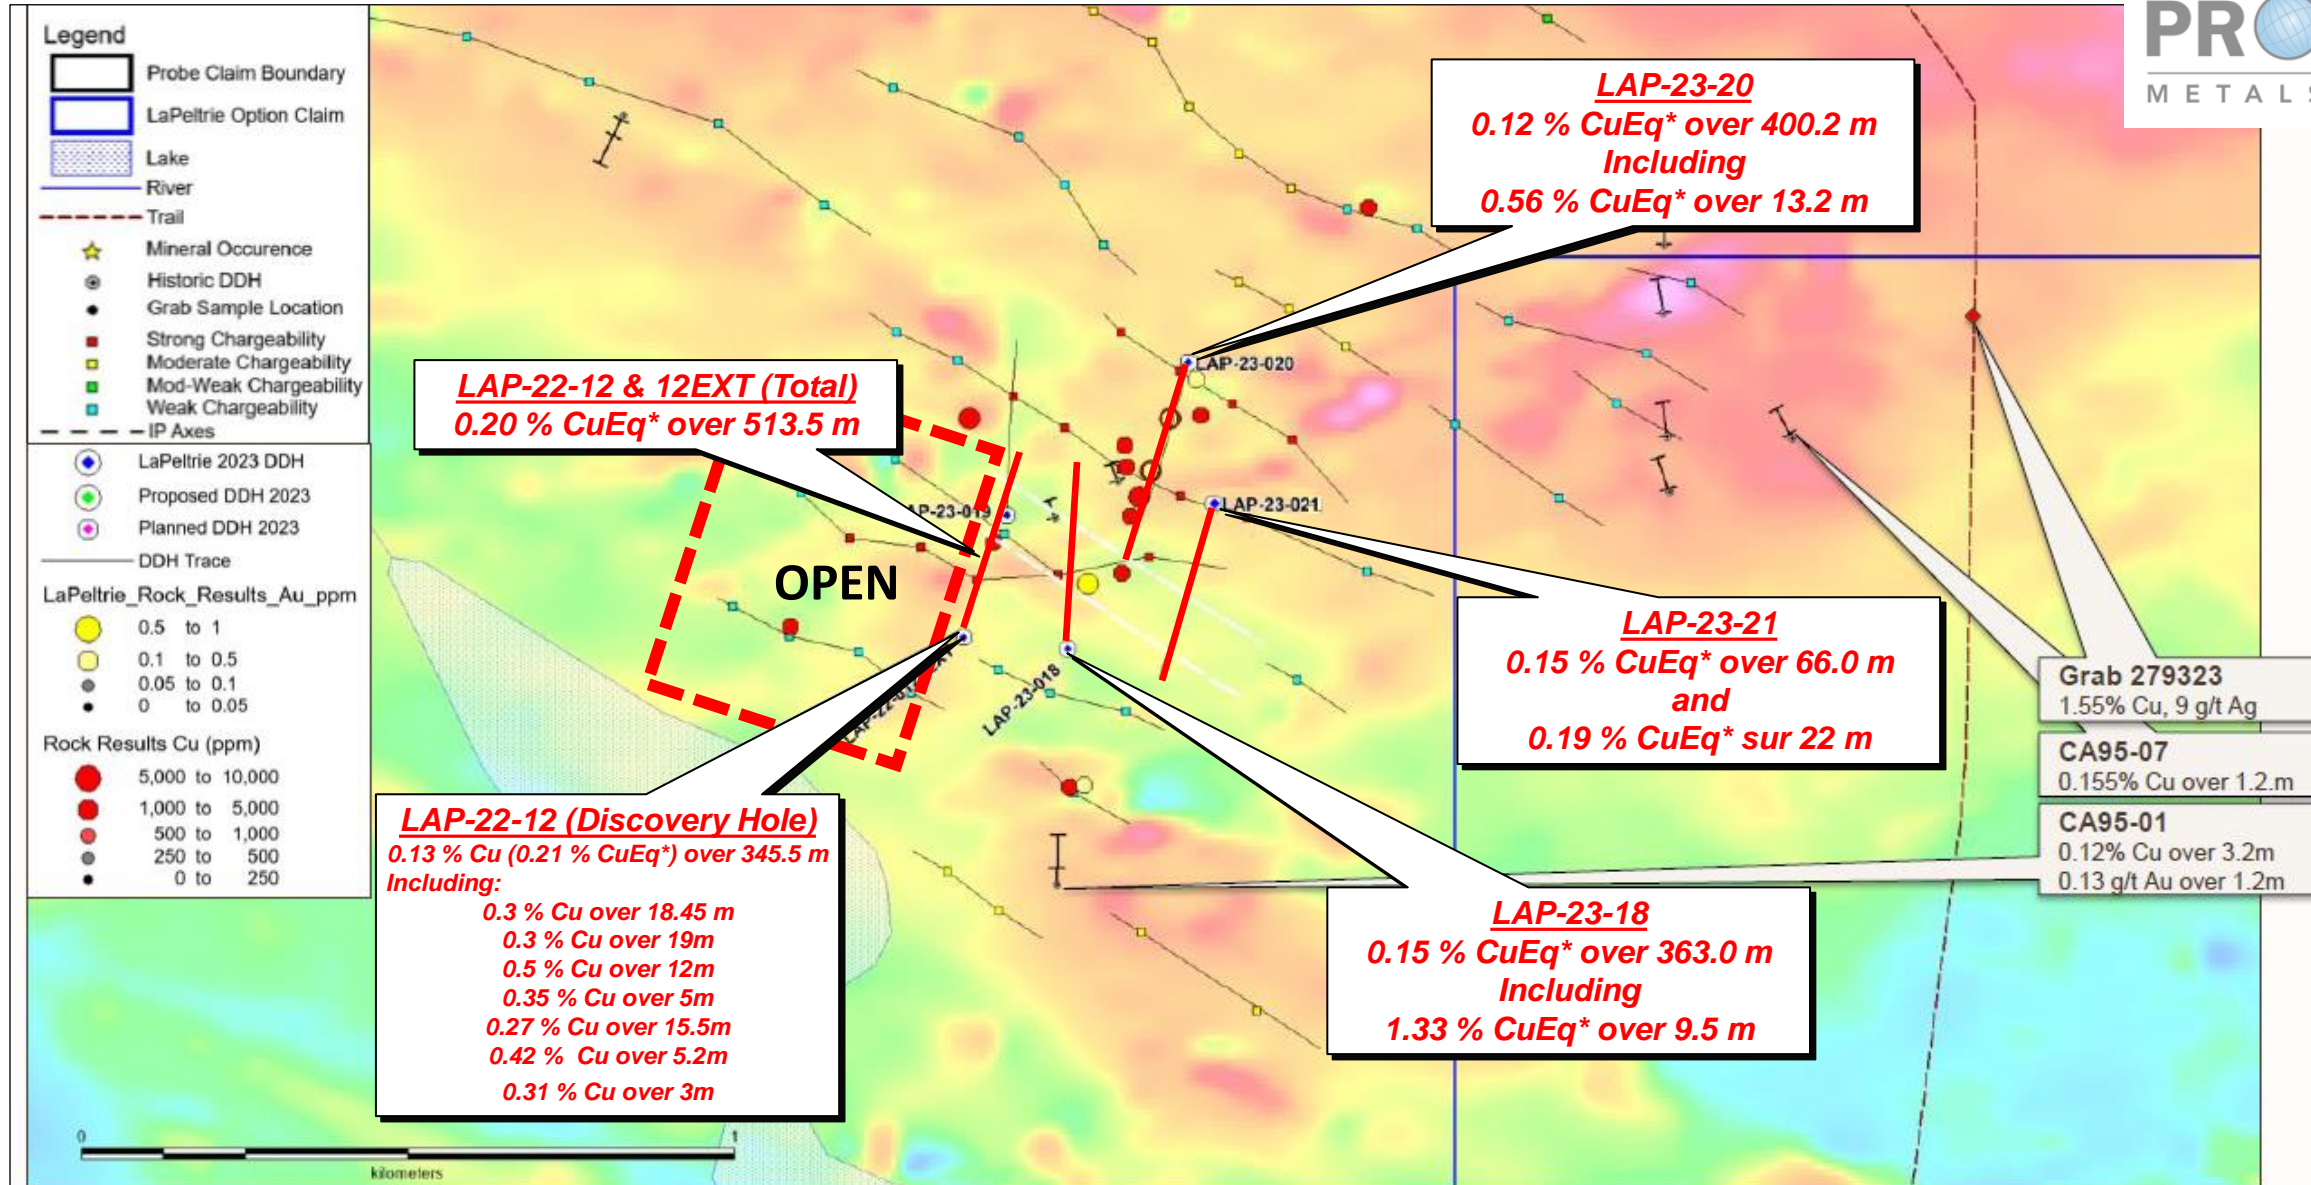 Legend
Probe Claim Boundary
LaPeltrie Option Claim
Lake
River
Trail
Mineral Occurence
Historic DDH
Grab Sample Location
Strong Chargeability
Moderate Chargeability
Mod-Weak Chargeability
Weak Chargeability
IP Axes
LaPeltrie 2023 DDH
Proposed DDH 2023
Planned DDH 2023
DDH Trace
LaPeltrie_Rock_Results_Au_ppm
0.5 to 1
0.1 to 0.5
0.05 to 0.1
0 to 0.05
Rock Results Cu (ppm)
5,000 to 10,000
1,000 to 5,000
500 to 1,000
250 to 500
0 to 250
METALS
LAP-23-20
0.12 % CuEq* over 400.2 m
Including
0.56 % CuEq* over 13.2 m
LAP-22-12 & 12EXT (Total)
0.20 % CuEq* over 513.5 m
LAP-23-020
AP-23-019
LAP-23-021
OPEN
LAP-23-018
LAP-23-21
0.15 % CuEq* over 66.0 m
and
0.19 % CuEq* sur 22 m
Grab 279323
1.55% Cu, 9 g/t Ag
CA95-07
0.155% Cu over 1.2.m
CA95-01
0.12% Cu over 3.2m
0.13 g/t Au over 1.2m
LAP-22-12 (Discovery Hole)
0.13 % Cu (0.21 % CuEq*) over 345.5 m
Including:
0.3 % Cu over 18.45 m
0.3 % Cu over 19m
0.5 % Cu over 12m
0.35 % Cu over 5m
0.27 % Cu over 15.5m
0.42 % Cu over 5.2m
0.31 % Cu over 3m
LAP-23-18
0.15 % CuEq* over 363.0 m
Including
1.33 % CuEq* over 9.5 m
0 1
kilometers